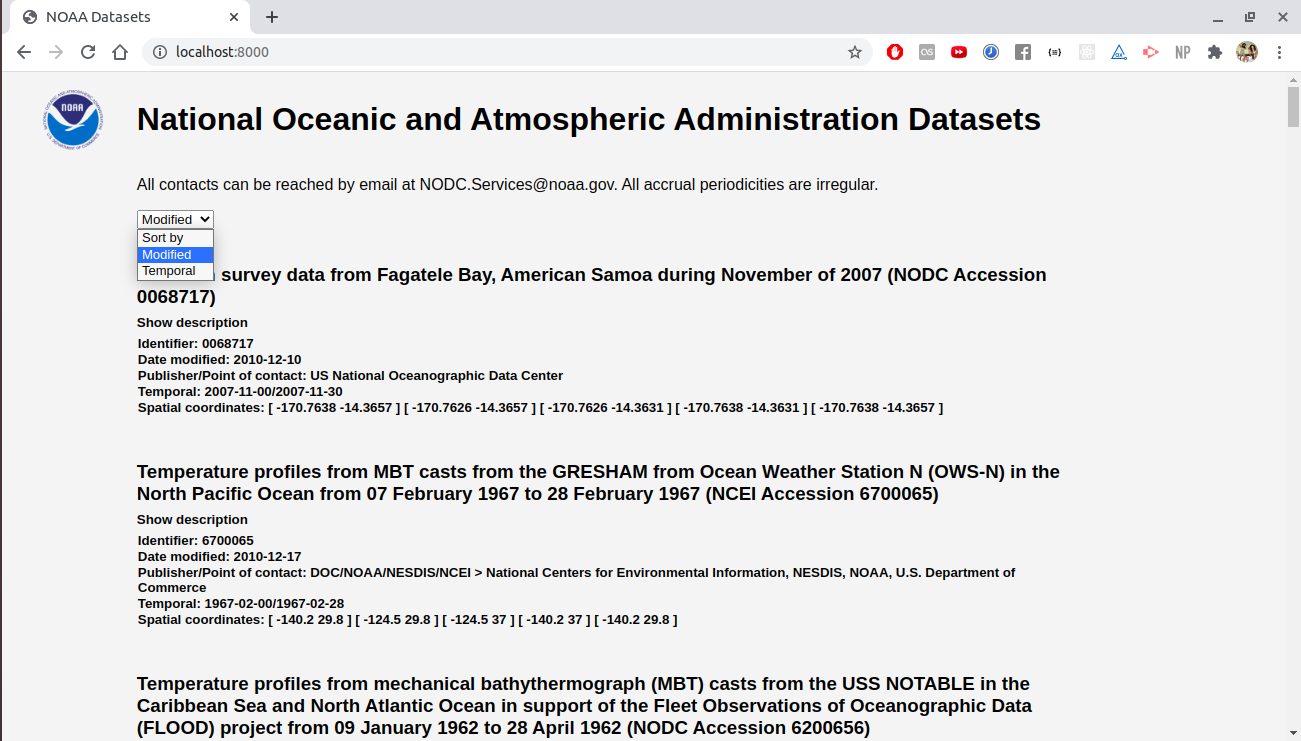 NOAA Datasets
localhost:8000
NP
NOAA
National Oceanic and Atmospheric Administration Datasets
All contacts can be reached by email at NODC.Services@noaa.gov. All accrual periodicities are irregular.
Modified
Sort by
Modified
Temporal
survey data from Fagatele Bay, American Samoa during November of 2007 (NODC Accession
0068717)
Show description
Identifier: 0068717
Date modified: 2010-12-10
Publisher/Point of contact: US National Oceanographic Data Center
Temporal: 2007-11-00/2007-11-30
Spatial coordinates: [ -170.7638 -14.3657 ] [ -170.7626 -14.3657 ] [ -170.7626 -14.3631 ] [ -170.7638 -14.3631 ] [ -170.7638 -14.3657 ]
Temperature profiles from MBT casts from the GRESHAM from Ocean Weather Station N (OWS-N) in the
North Pacific Ocean from 07 February 1967 to 28 February 1967 (NCEI Accession 6700065)
Show description
Identifier: 6700065
Date modified: 2010-12-17
Publisher/Point of contact: DOC/NOAA/NESDIS/NCEI > National Centers for Environmental Information, NESDIS, NOAA, U.S. Department of
Commerce
Temporal: 1967-02-00/1967-02-28
Spatial coordinates: [ -140.2 29.8 ] [ -124.5 29.8 ] [ -124.5 37 ] [ -140.2 37 ] [ -140.2 29.8 ]
Temperature profiles from mechanical bathythermograph (MBT) casts from the USS NOTABLE in the
Caribbean Sea and North Atlantic Ocean in support of the Fleet Observations of Oceanographic Data
(FLOOD) project from 09 January 1962 to 28 April 1962 (NODC Accession 6200656)